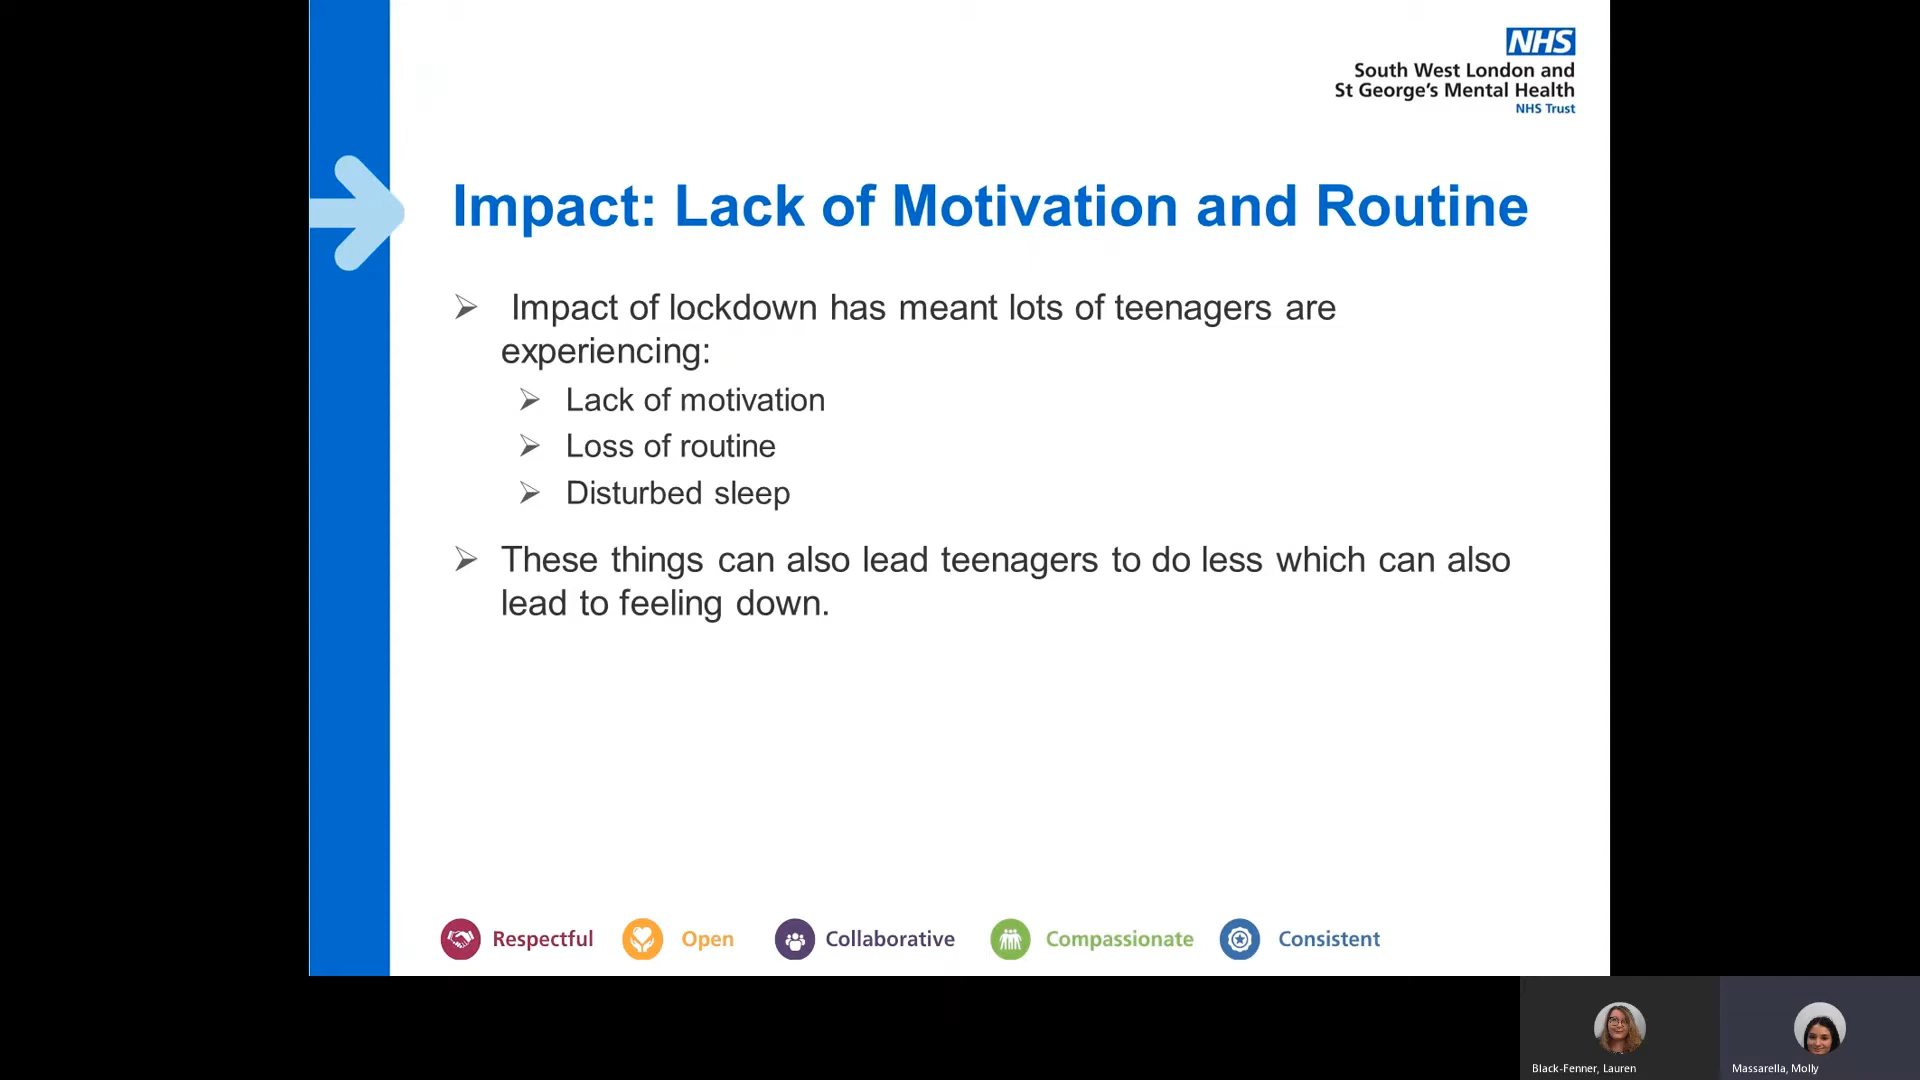 NHS
South West London and
St George's Mental Health
NHS Trust
Impact: Lack of Motivation and Routine
Impact of lockdown has meant lots of teenagers are
experiencing:
Lack of motivation
Loss of routine
Disturbed sleep
These things can also lead teenagers to do less which can also
lead to feeling down.
Respectful
Open
Collaborative
Compassionate
Consistent
Black-Fenner, Lauren
Massarella, Molly